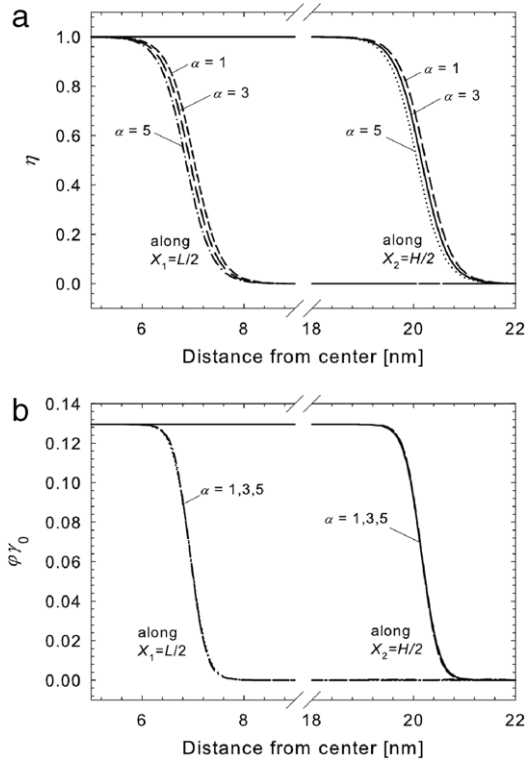 a
1.0
0.8
0.6
0.4
0.2
0.0
η
α = 1
α = 3
α = 5
along
X₁=L/2
α = 1
α = 3
α = 5
along
X₂=H/2
6
8
18
20
22
Distance from center [nm]
b
0.14
0.12
0.10
0.08
0.06
0.04
0.02
0.00
φγ₀
α = 1,3,5
along
X₁=L/2
α = 1,3,5
along
X₂=H/2
6
8
18
20
22
Distance from center [nm]